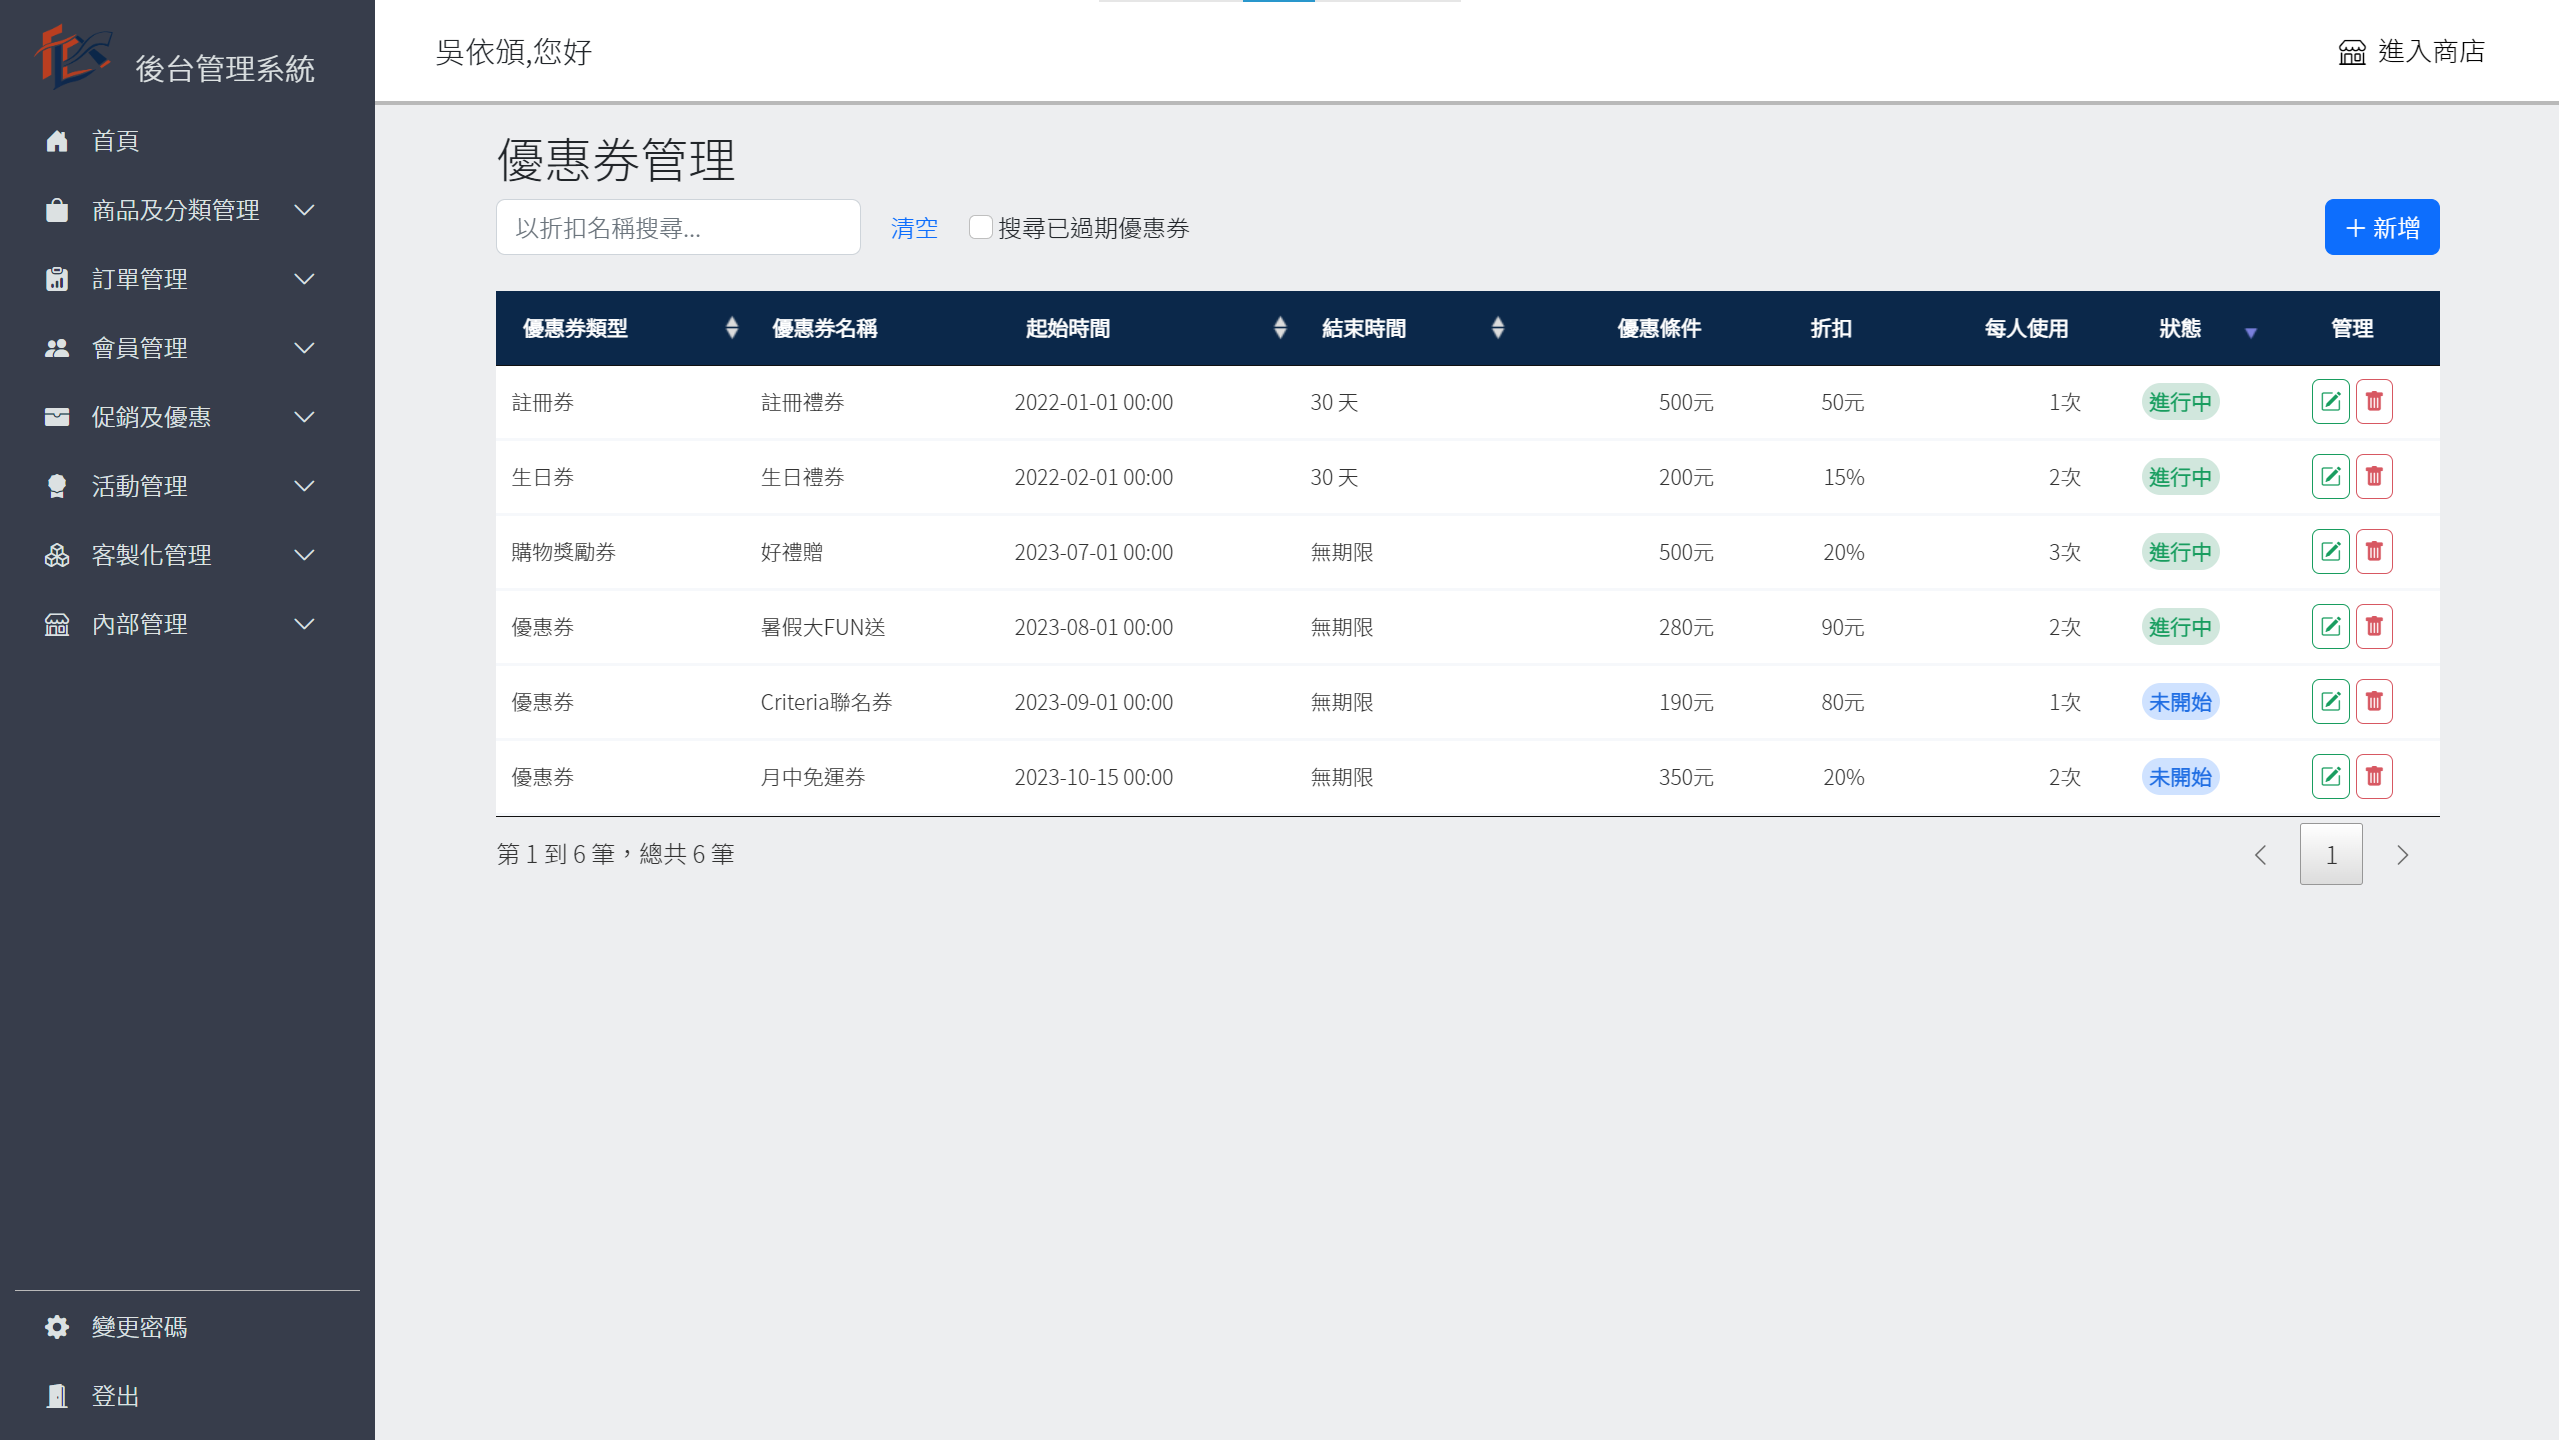 後台管理系統
首頁
商品及分類管理
訂單管理
會員管理
促銷及優惠
活動管理
客製化管理
內部管理
變更密碼
登出
吳依頒,您好
進入商店
優惠券管理
以折扣名稱搜尋...
清空
搜尋已過期優惠券
新增
優惠券類型 優惠券名稱 起始時間 結束時間 優惠條件 折扣 每人使用 狀態 管理
註冊券 註冊禮券 2022-01-01 00:00 30 天 500元 50元 1次 進行中
生日券 生日禮券 2022-02-01 00:00 30 天 200元 15% 2次 進行中
購物獎勵券 好禮贈 2023-07-01 00:00 無期限 500元 20% 3次 進行中
優惠券 暑假大FUN送 2023-08-01 00:00 無期限 280元 90元 2次 進行中
優惠券 Criteria聯名券 2023-09-01 00:00 無期限 190元 80元 1次 未開始
優惠券 月中免運券 2023-10-15 00:00 無期限 350元 20% 2次 未開始
第 1 到 6 筆，總共 6 筆
1